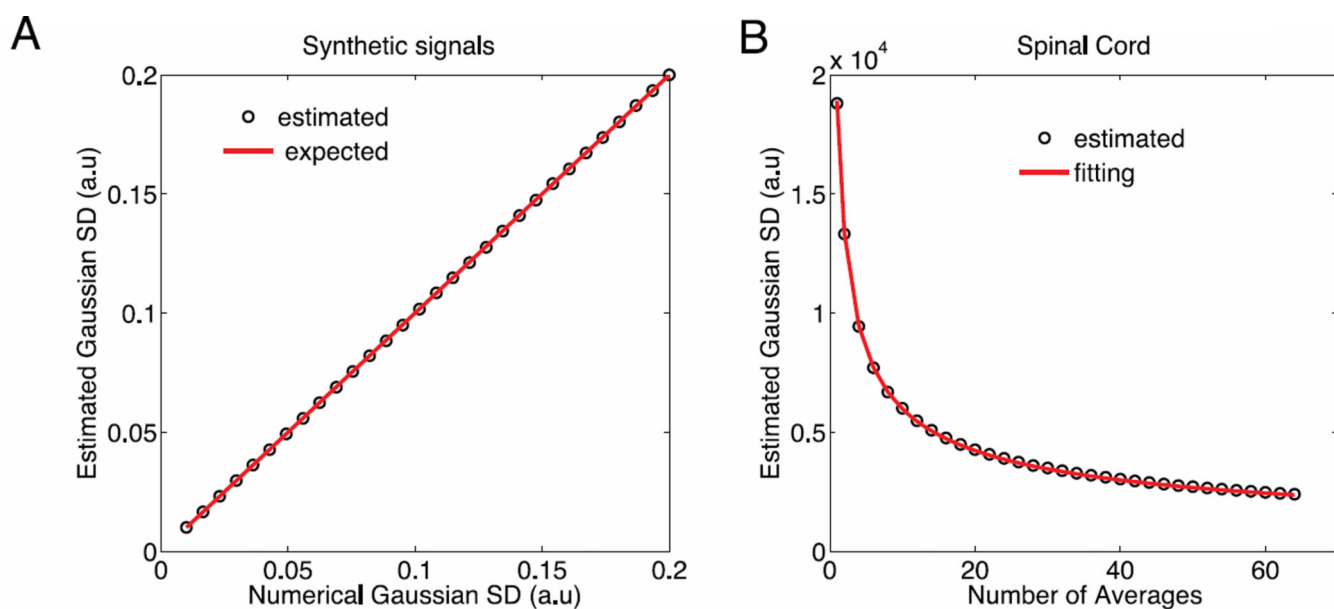 A
Synthetic signals
estimated
expected
Estimated Gaussian SD (a.u)
0.2
0.15
0.1
0.05
0
0
0.05
0.1
0.15
0.2
Numerical Gaussian SD (a.u)
B
Spinal Cord
x 10^4
estimated
fitting
Estimated Gaussian SD (a.u)
2
1.5
1
0.5
0
0
20
40
60
Number of Averages